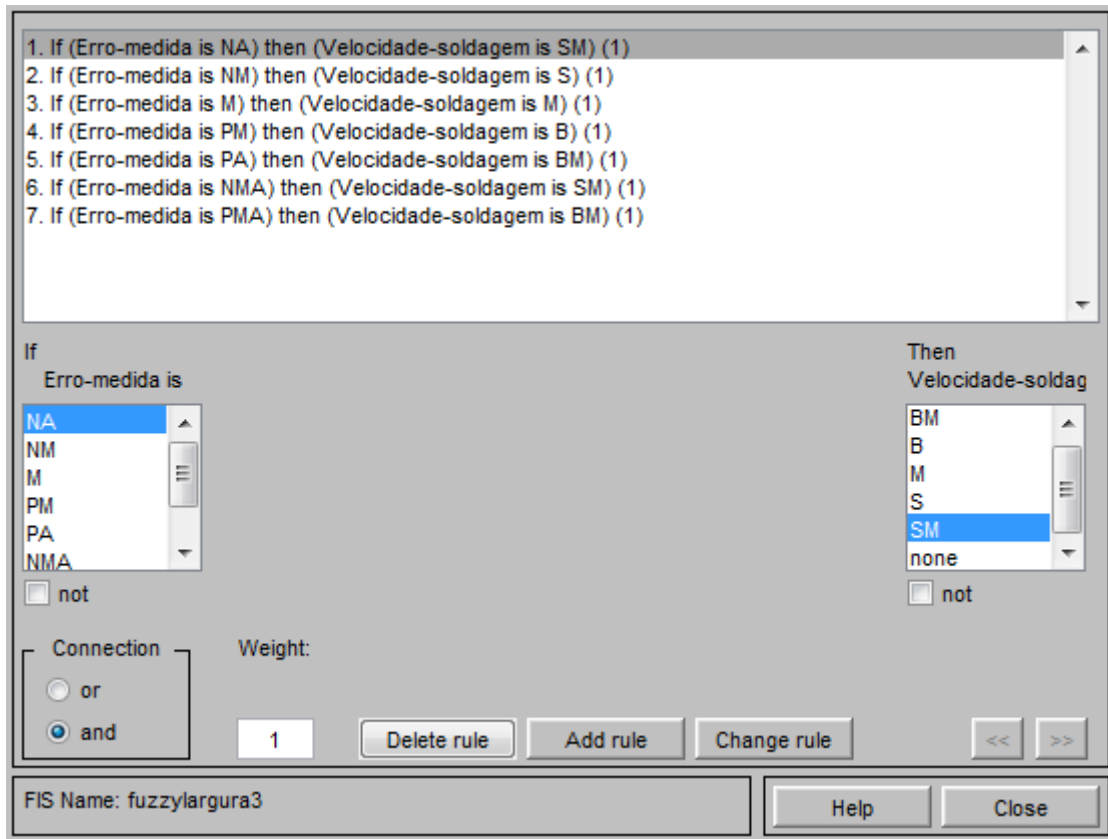 1. If (Erro-medida is NA) then (Velocidade-soldagem is SM) (1)
2. If (Erro-medida is NM) then (Velocidade-soldagem is S) (1)
3. If (Erro-medida is M) then (Velocidade-soldagem is M) (1)
4. If (Erro-medida is PM) then (Velocidade-soldagem is B) (1)
5. If (Erro-medida is PA) then (Velocidade-soldagem is BM) (1)
6. If (Erro-medida is NMA) then (Velocidade-soldagem is SM) (1)
7. If (Erro-medida is PMA) then (Velocidade-soldagem is BM) (1)
If
Erro-medida is
NA
NM
M
PM
PA
NMA
not
Then
Velocidade-soldag
BM
B
M
S
SM
none
not
Connection
or
and
Weight:
1
Delete rule
Add rule
Change rule
<<
>>
FIS Name: fuzzylargura3
Help
Close